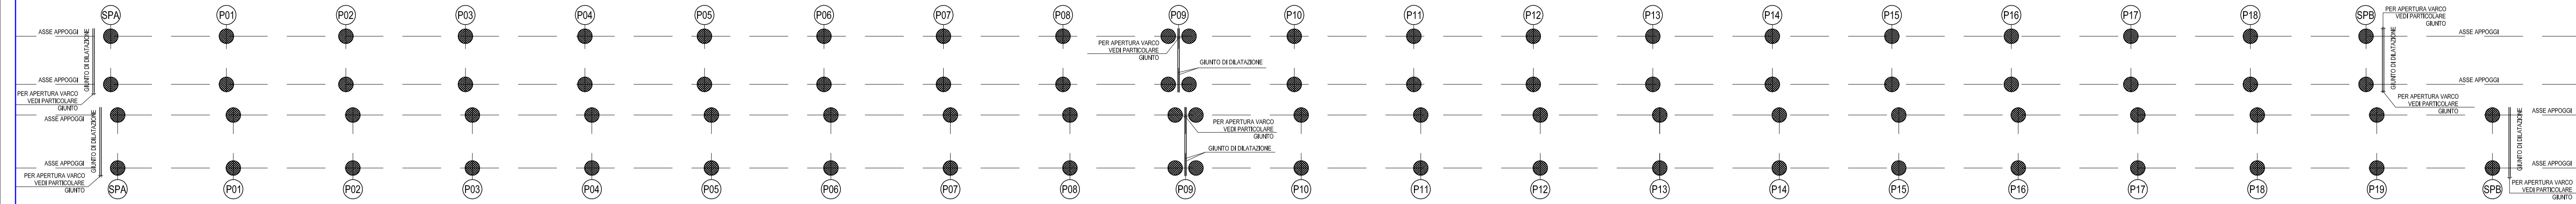 SPA P01 P02 P03 P04 P05 P06 P07 P08 P09 P10 P11 P12 P13 P14 P15 P16 P17 P18 SPB
PER APERTURA VARCO
VEDI PARTICOLARE
GIUNTO
ASSE APPOGGI
GIUNTO DI DILATAZIONE
PER APERTURA VARCO
VEDI PARTICOLARE
GIUNTO
GIUNTO DI DILATAZIONE
GIUNTO DI DILATAZIONE
ASSE APPOGGI
ASSE APPOGGI
ASSE APPOGGI
PER APERTURA VARCO
VEDI PARTICOLARE
GIUNTO
PER APERTURA VARCO
VEDI PARTICOLARE
GIUNTO
ASSE APPOGGI
GIUNTO DI DILATAZIONE
PER APERTURA VARCO
VEDI PARTICOLARE
GIUNTO
GIUNTO DI DILATAZIONE
GIUNTO DI DILATAZIONE
ASSE APPOGGI
ASSE APPOGGI
ASSE APPOGGI
PER APERTURA VARCO
VEDI PARTICOLARE
GIUNTO
PER APERTURA VARCO
VEDI PARTICOLARE
GIUNTO
SPA P01 P02 P03 P04 P05 P06 P07 P08 P09 P10 P11 P12 P13 P14 P15 P16 P17 P18 P19 SPB